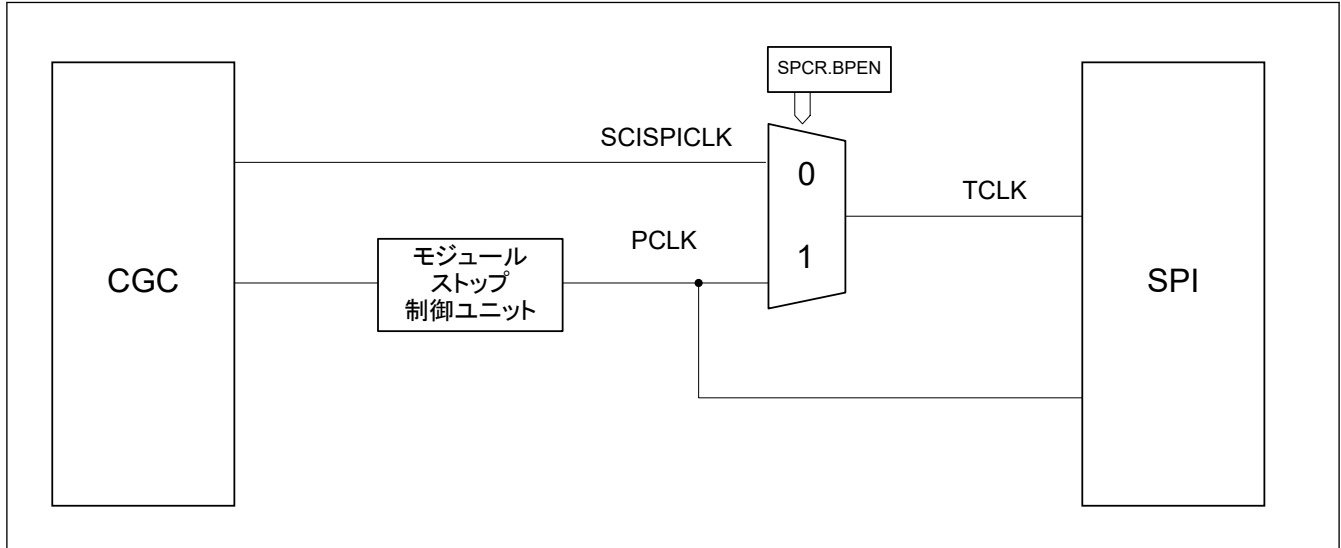 SPCR.BPEN
SCISPICLK
0
TCLK
PCLK
1
CGC
モジュール
ストップ
制御ユニット
SPI